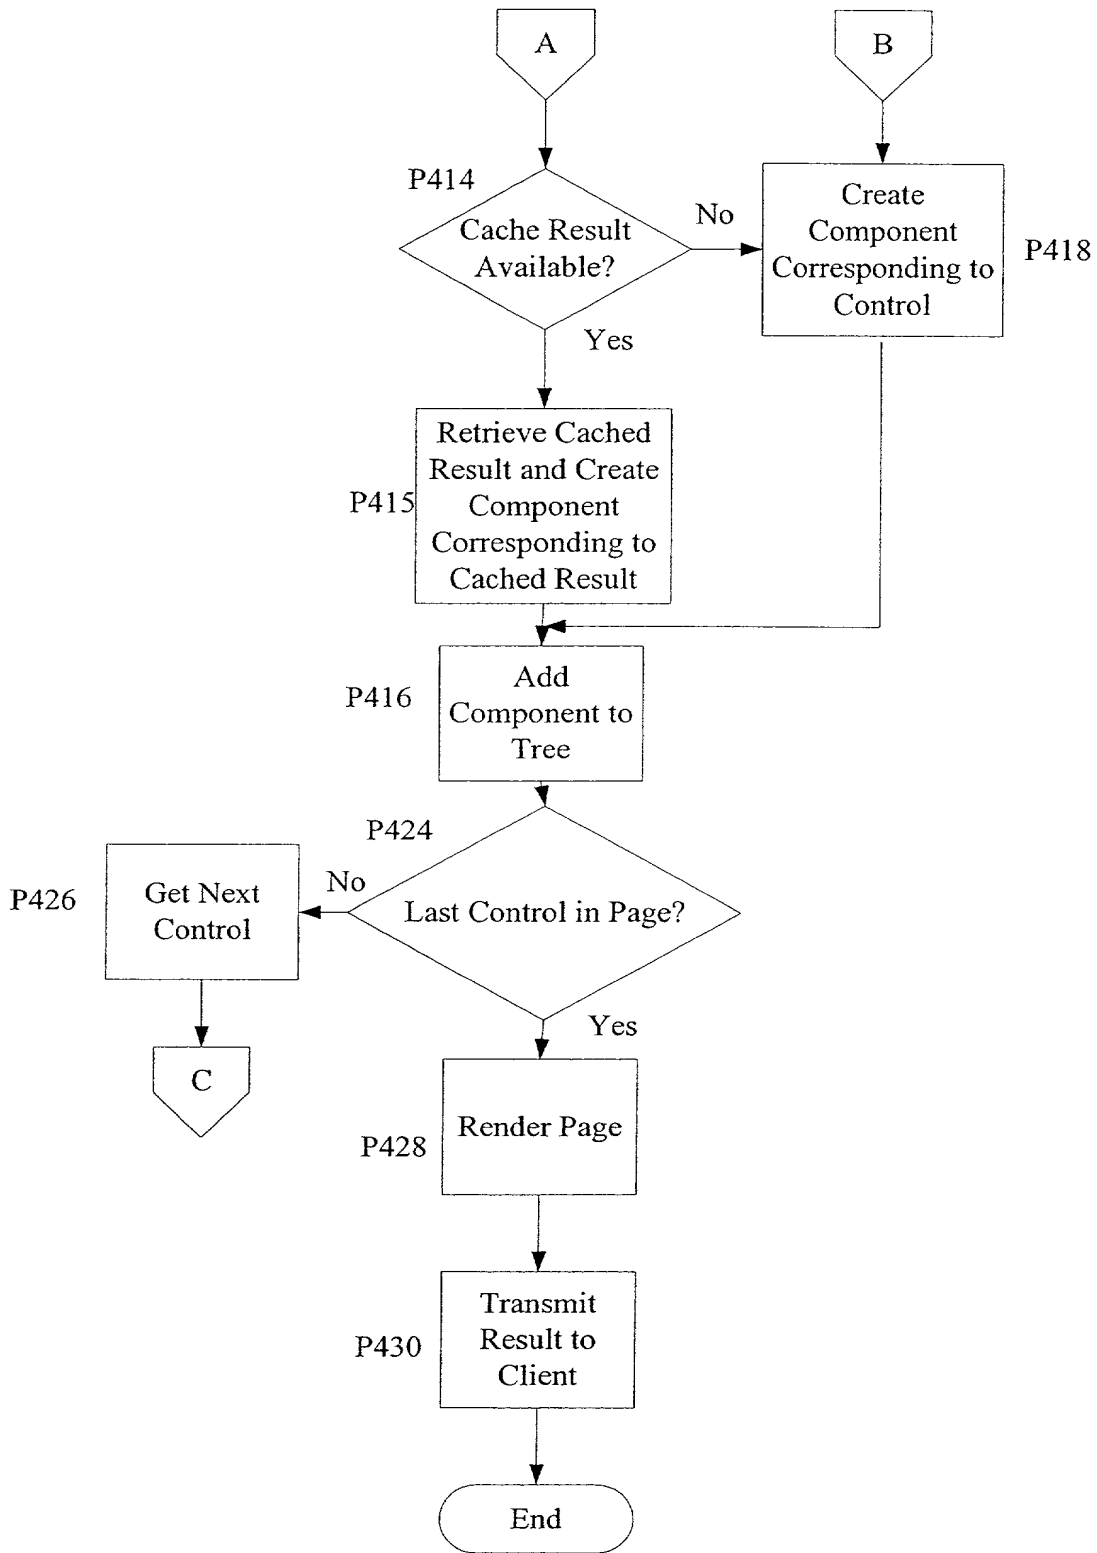 A
B
P414
Cache Result
Available?
No
Create
Component
Corresponding to
Control
P418
Yes
Retrieve Cached
Result and Create
Component
Corresponding to
Cached Result
P415
Add
Component to
Tree
P416
P424
Last Control in Page?
No
Get Next
Control
P426
C
Yes
Render Page
P428
Transmit
Result to
Client
P430
End